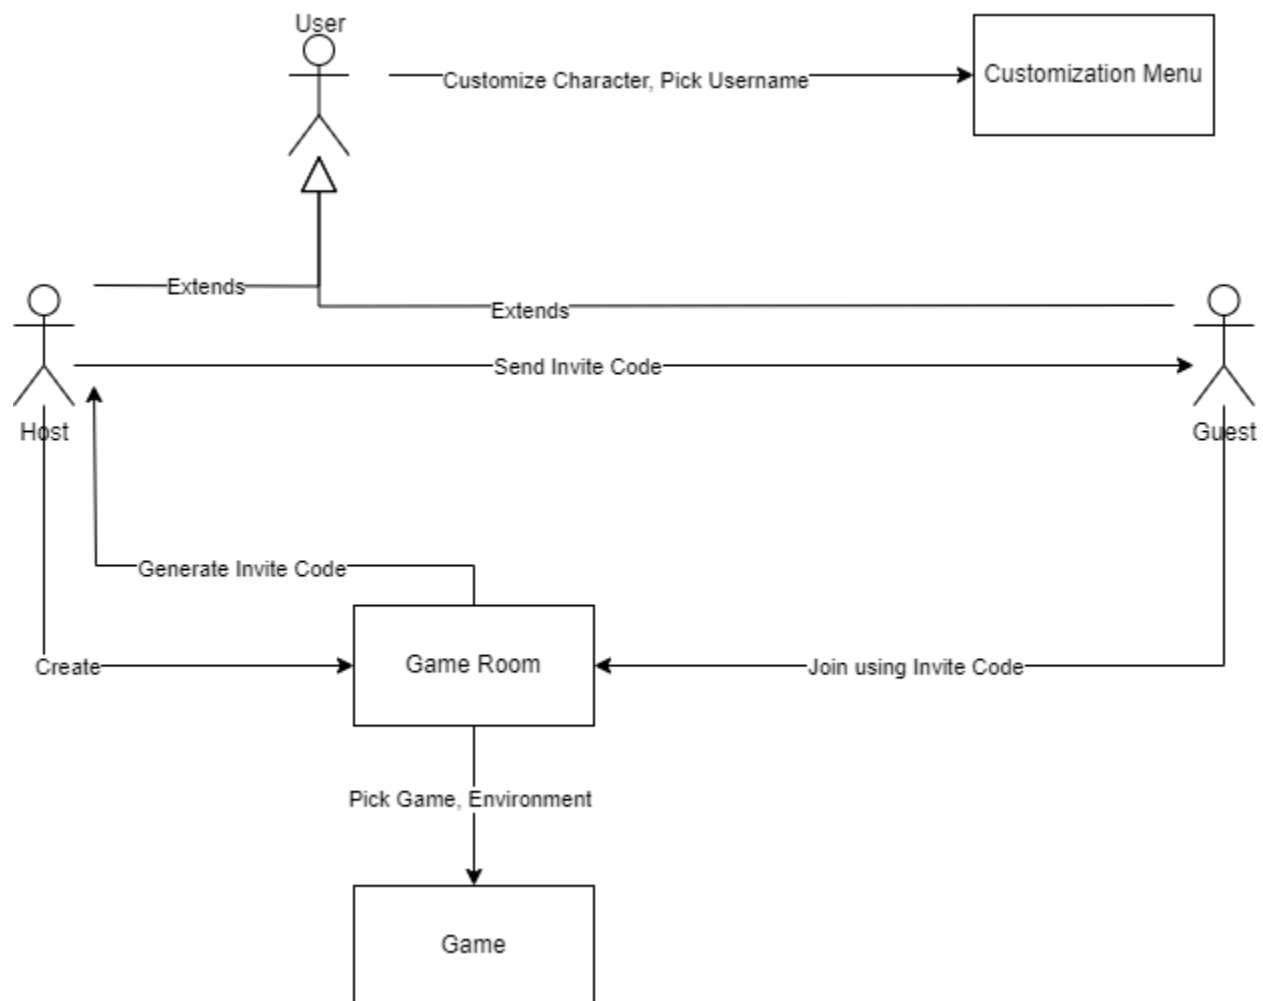 User
Customize Character, Pick Username
Customization Menu
Extends
Extends
Send Invite Code
Host
Guest
Generate Invite Code
Create
Game Room
Join using Invite Code
Pick Game, Environment
Game